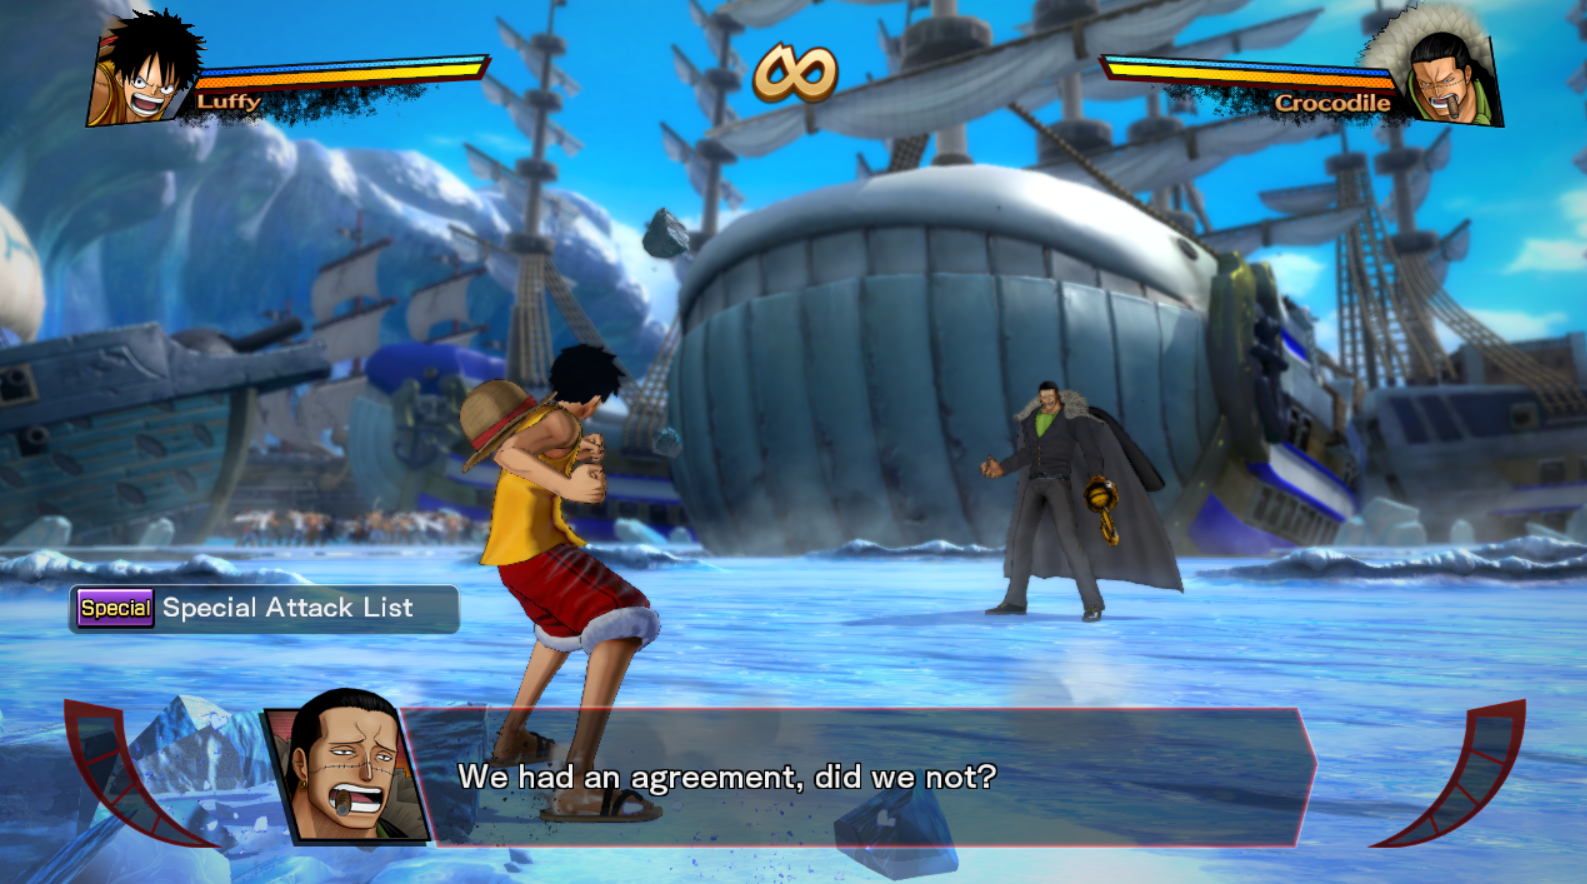 Luffy
Crocodile
Special Special Attack List
We had an agreement, did we not?